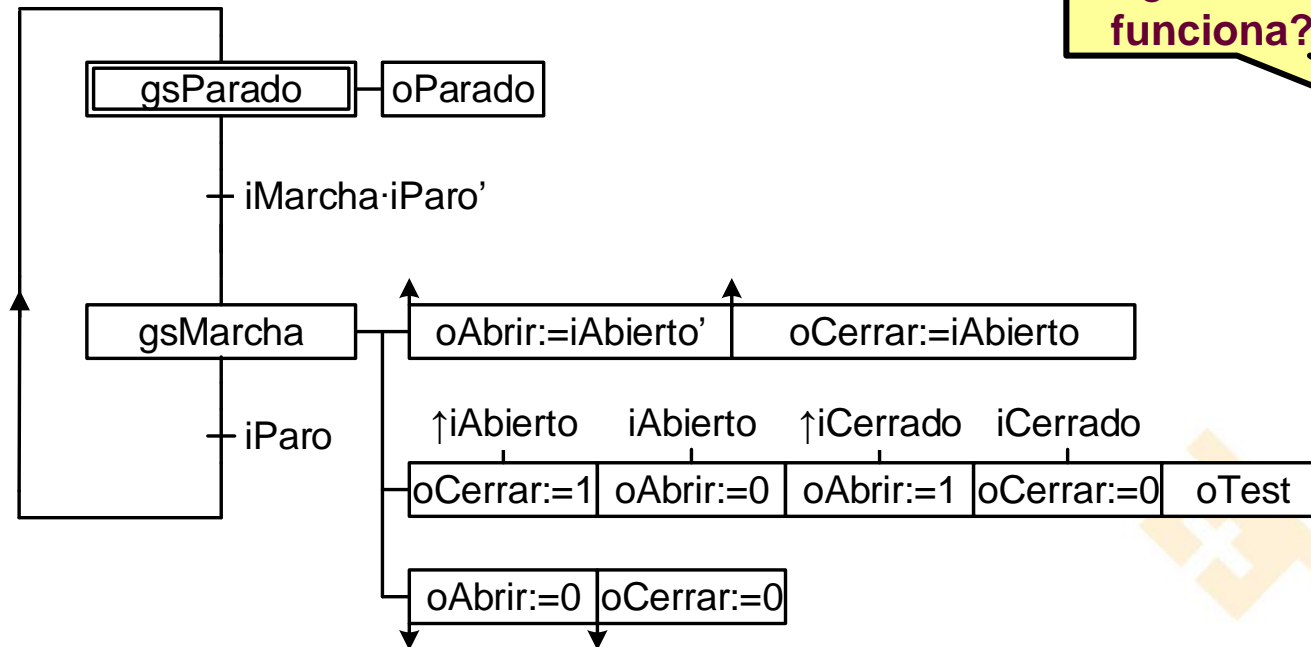 funciona?
gsParado
oParado
iMarcha·iParo’
gsMarcha
oAbrir:=iAbierto’
oCerrar:=iAbierto
iParo
↑iAbierto
iAbierto
↑iCerrado
iCerrado
oCerrar:=1
oAbrir:=0
oAbrir:=1
oCerrar:=0
oTest
oAbrir:=0
oCerrar:=0